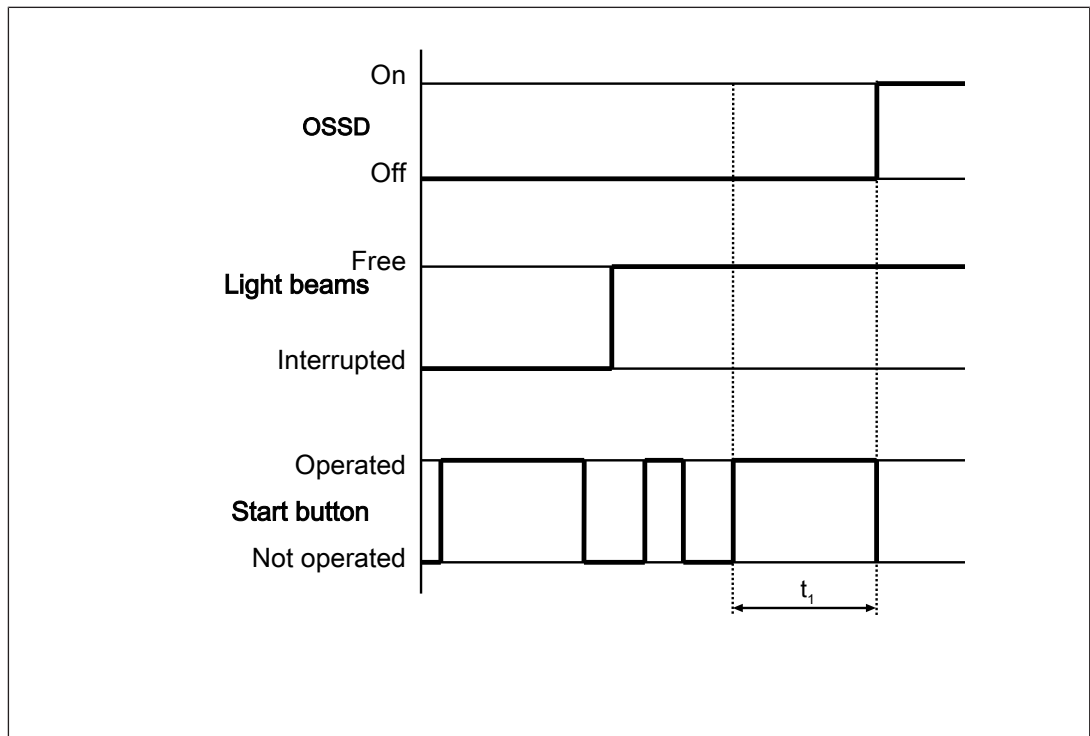 On
OSSD
Off
Free
Light beams
Interrupted
Operated
Start button
Not operated
t1